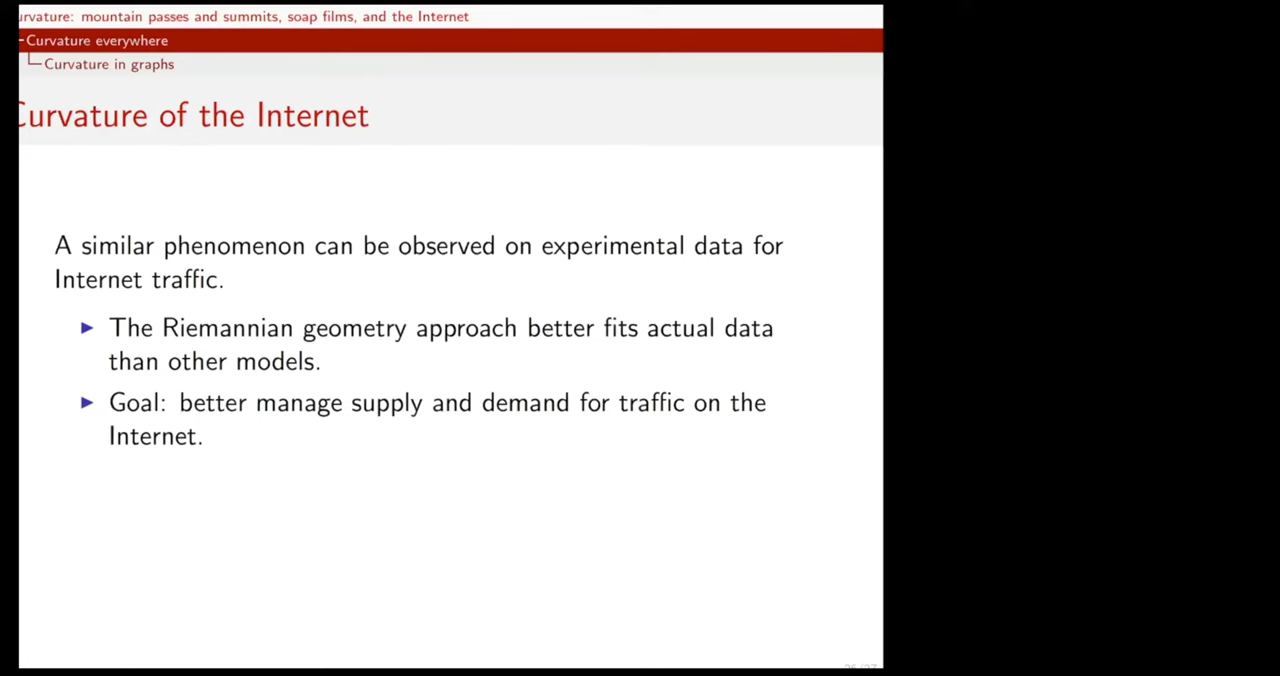 urvature: mountain passes and summits, soap films, and the Internet
Curvature everywhere
Curvature in graphs
Curvature of the Internet
A similar phenomenon can be observed on experimental data for
Internet traffic.
The Riemannian geometry approach better fits actual data
than other models.
Goal: better manage supply and demand for traffic on the
Internet.